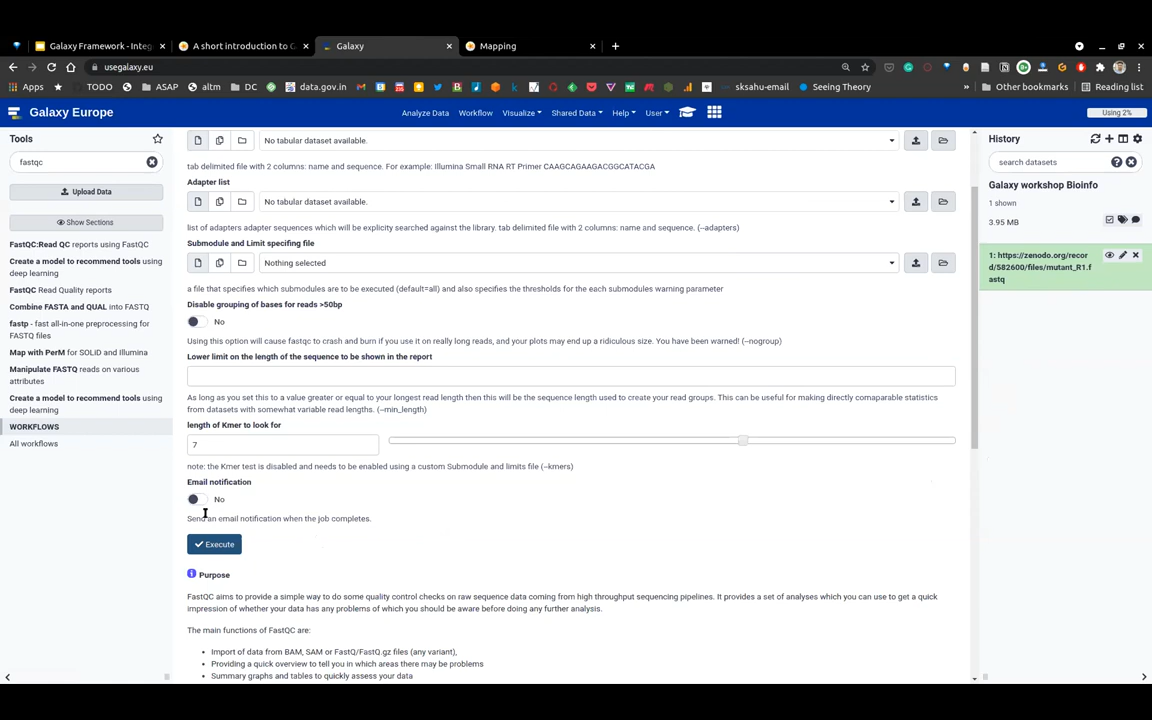 Galaxy Framework - Integ
A short introduction to G
Galaxy
Mapping
usegalaxy.eu
Apps
TODO
ASAP
altm
DC
data.gov.in
sksahu-email
Seeing Theory
Other bookmarks
Reading list
Galaxy Europe
Analyze Data
Workflow
Visualize
Shared Data
Help
User
Using 2%
Tools
fastqc
Upload Data
Show Sections
FastQC:Read QC reports using FastQC
Create a model to recommend tools using
deep learning
FastQC Read Quality reports
Combine FASTA and QUAL into FASTQ
fastp - fast all-in-one preprocessing for
FASTQ files
Map with PerM for SOLiD and Illumina
Manipulate FASTQ reads on various
attributes
Create a model to recommend tools using
deep learning
WORKFLOWS
All workflows
No tabular dataset available.
tab delimited file with 2 columns: name and sequence. For example: Illumina Small RNA RT Primer CAAGCAGAAGACGGCATACGA
Adapter list
No tabular dataset available.
list of adapters adapter sequences which will be explicity searched against the library. tab delimited file with 2 columns: name and sequence. (--adapters)
Submodule and Limit specifing file
Nothing selected
a file that specifies which submodules are to be executed (default=all) and also specifies the thresholds for the each submodules warning parameter
Disable grouping of bases for reads >50bp
No
Using this option will cause fastqc to crash and burn if you use it on really long reads, and your plots may end up a ridiculous size. You have been warned! (--nogroup)
Lower limit on the length of the sequence to be shown in the report
As long as you set this to a value greater or equal to your longest read length then this will be the sequence length used to create your read groups. This can be useful for making directly comaparable statistics
from datasets with somewhat variable read lengths. (--min_length)
length of Kmer to look for
7
note: the Kmer test is disabled and needs to be enabled using a custom Submodule and limits file (--kmers)
Email notification
No
Send an email notification when the job completes.
Execute
Purpose
FastQC aims to provide a simple way to do some quality control checks on raw sequence data coming from high throughput sequencing pipelines. It provides a set of analyses which you can use to get a quick
impression of whether your data has any problems of which you should be aware before doing any further analysis.
The main functions of FastQC are:
• Import of data from BAM, SAM or FastQ/FastQ.gz files (any variant),
• Providing a quick overview to tell you in which areas there may be problems
• Summary graphs and tables to quickly assess your data
History
search datasets
Galaxy workshop Bioinfo
1 shown
3.95 MB
1: https://zenodo.org/recor
d/582600/files/mutant_R1.f
astq